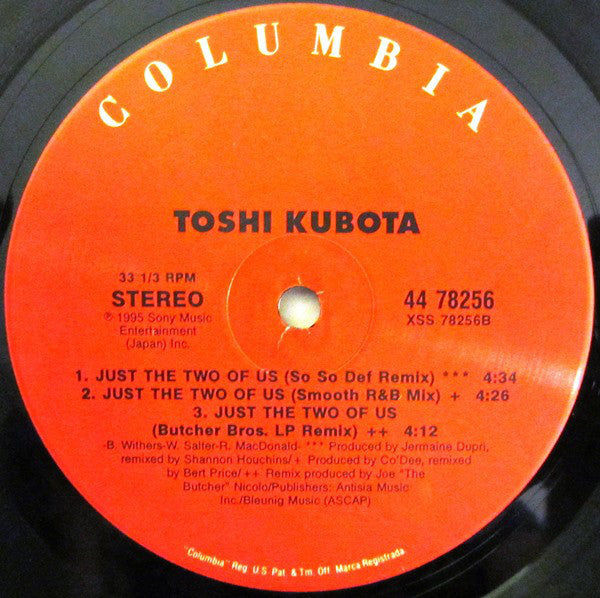 COLUMBIA
TOSHI KUBOTA
33 1/3 RPM
STEREO
℗ 1995 Sony Music
Entertainment
(Japan) Inc.
44 78256
XSS 78256B
1. JUST THE TWO OF US (So So Def Remix) *** 4:34
2. JUST THE TWO OF US (Smooth R&B Mix) + 4:26
3. JUST THE TWO OF US
(Butcher Bros. LP Remix) ++ 4:12
-B. Withers-W. Salter-R. MacDonald- *** Produced by Jermaine Dupri,
remixed by Shannon Houchins/+ Produced by Co'Dee, remixed
by Bert Price/ ++ Remix produced by Joe "The
Butcher" Nicolo/Publishers: Antisia Music
Inc./Bleunig Music (ASCAP)
"Columbia" Reg. U.S. Pat. & Tm. Off. Marca Registrada.